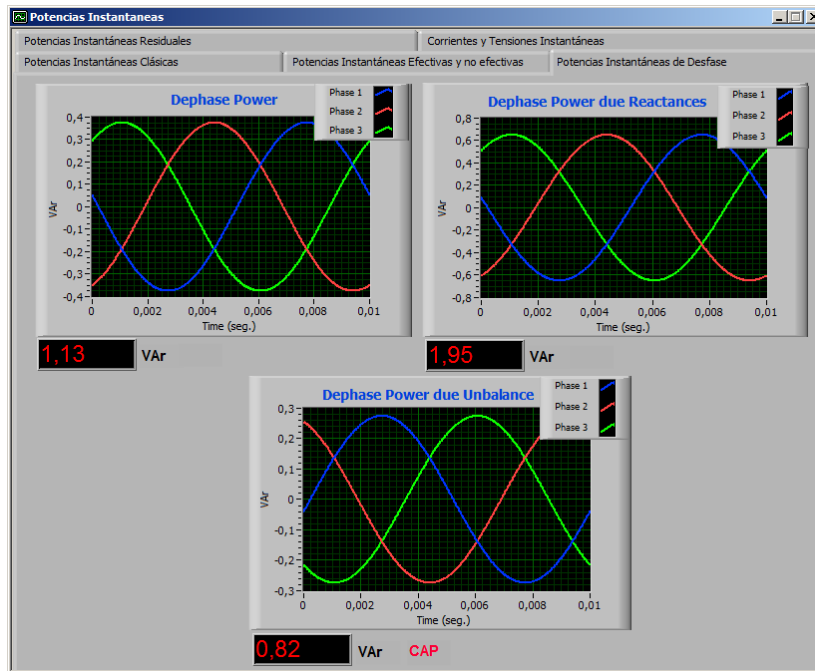 Potencias Instantaneas
Potencias Instantáneas Residuales
Corrientes y Tensiones Instantáneas
Potencias Instantáneas Clásicas
Potencias Instantáneas Efectivas y no efectivas
Potencias Instantáneas de Desfase
Dephase Power
Phase 1
Phase 2
Phase 3
0,4
0,3
0,2
0,1
0
-0,1
-0,2
-0,3
-0,4
VAr
0
0,002
0,004
0,006
0,008
0,01
Time (seg.)
1,13 VAr
Dephase Power due Reactances
Phase 1
Phase 2
Phase 3
0,8
0,6
0,4
0,2
0
-0,2
-0,4
-0,6
-0,8
VAr
0
0,002
0,004
0,006
0,008
0,01
Time (seg.)
1,95 VAr
Dephase Power due Unbalance
Phase 1
Phase 2
Phase 3
0,3
0,2
0,1
0
-0,1
-0,2
-0,3
VAr
0
0,002
0,004
0,006
0,008
0,01
Time (seg.)
0,82 VAr CAP